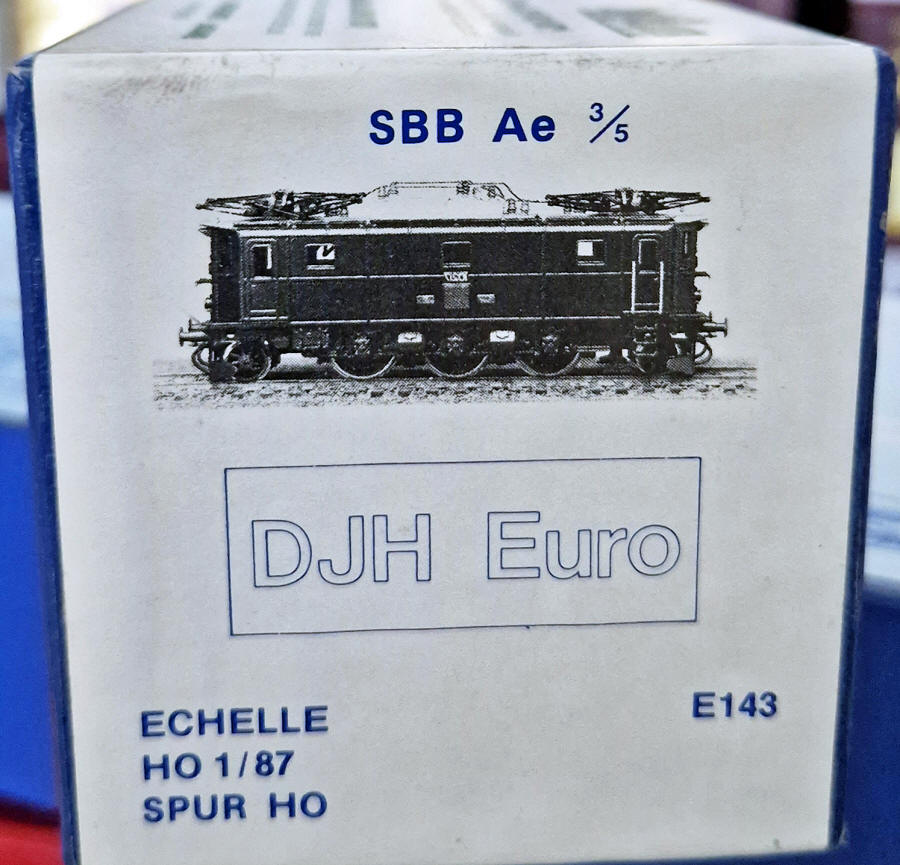 SBB Ae 3/5
DJH Euro
E143
ECHELLE
HO 1/87
SPUR HO